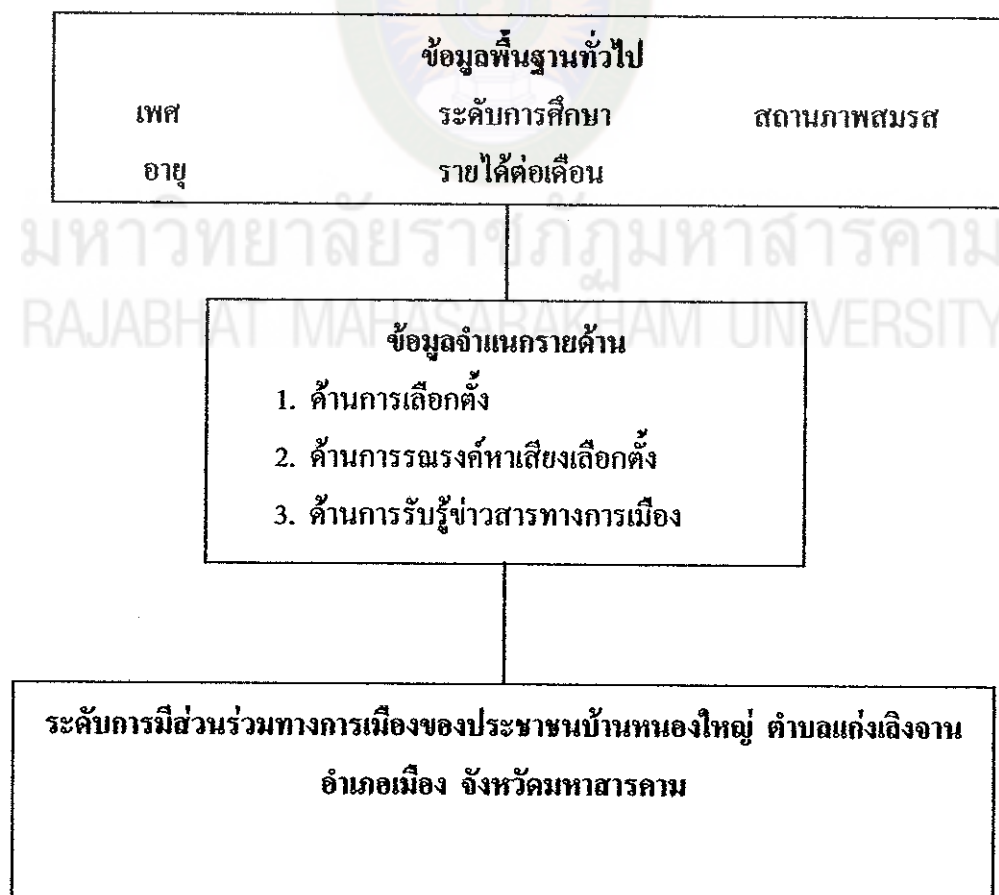 ข้อมูลพื้นฐานทั่วไป
เพศ ระดับการศึกษา สถานภาพสมรส
อายุ รายได้ต่อเดือน
มหาวิทยาลัยราชภัฏมหาสารคาม
RAJABHAT MAHASARAKHAM UNIVERSITY
ข้อมูลจำแนกรายด้าน
1. ด้านการเลือกตั้ง
2. ด้านการรณรงค์หาเสียงเลือกตั้ง
3. ด้านการรับรู้ข่าวสารทางการเมือง
ระดับการมีส่วนร่วมทางการเมืองของประชาชนบ้านหนองใหญ่ ตำบลแก่งเลิงจาน
อำเภอเมือง จังหวัดมหาสารคาม